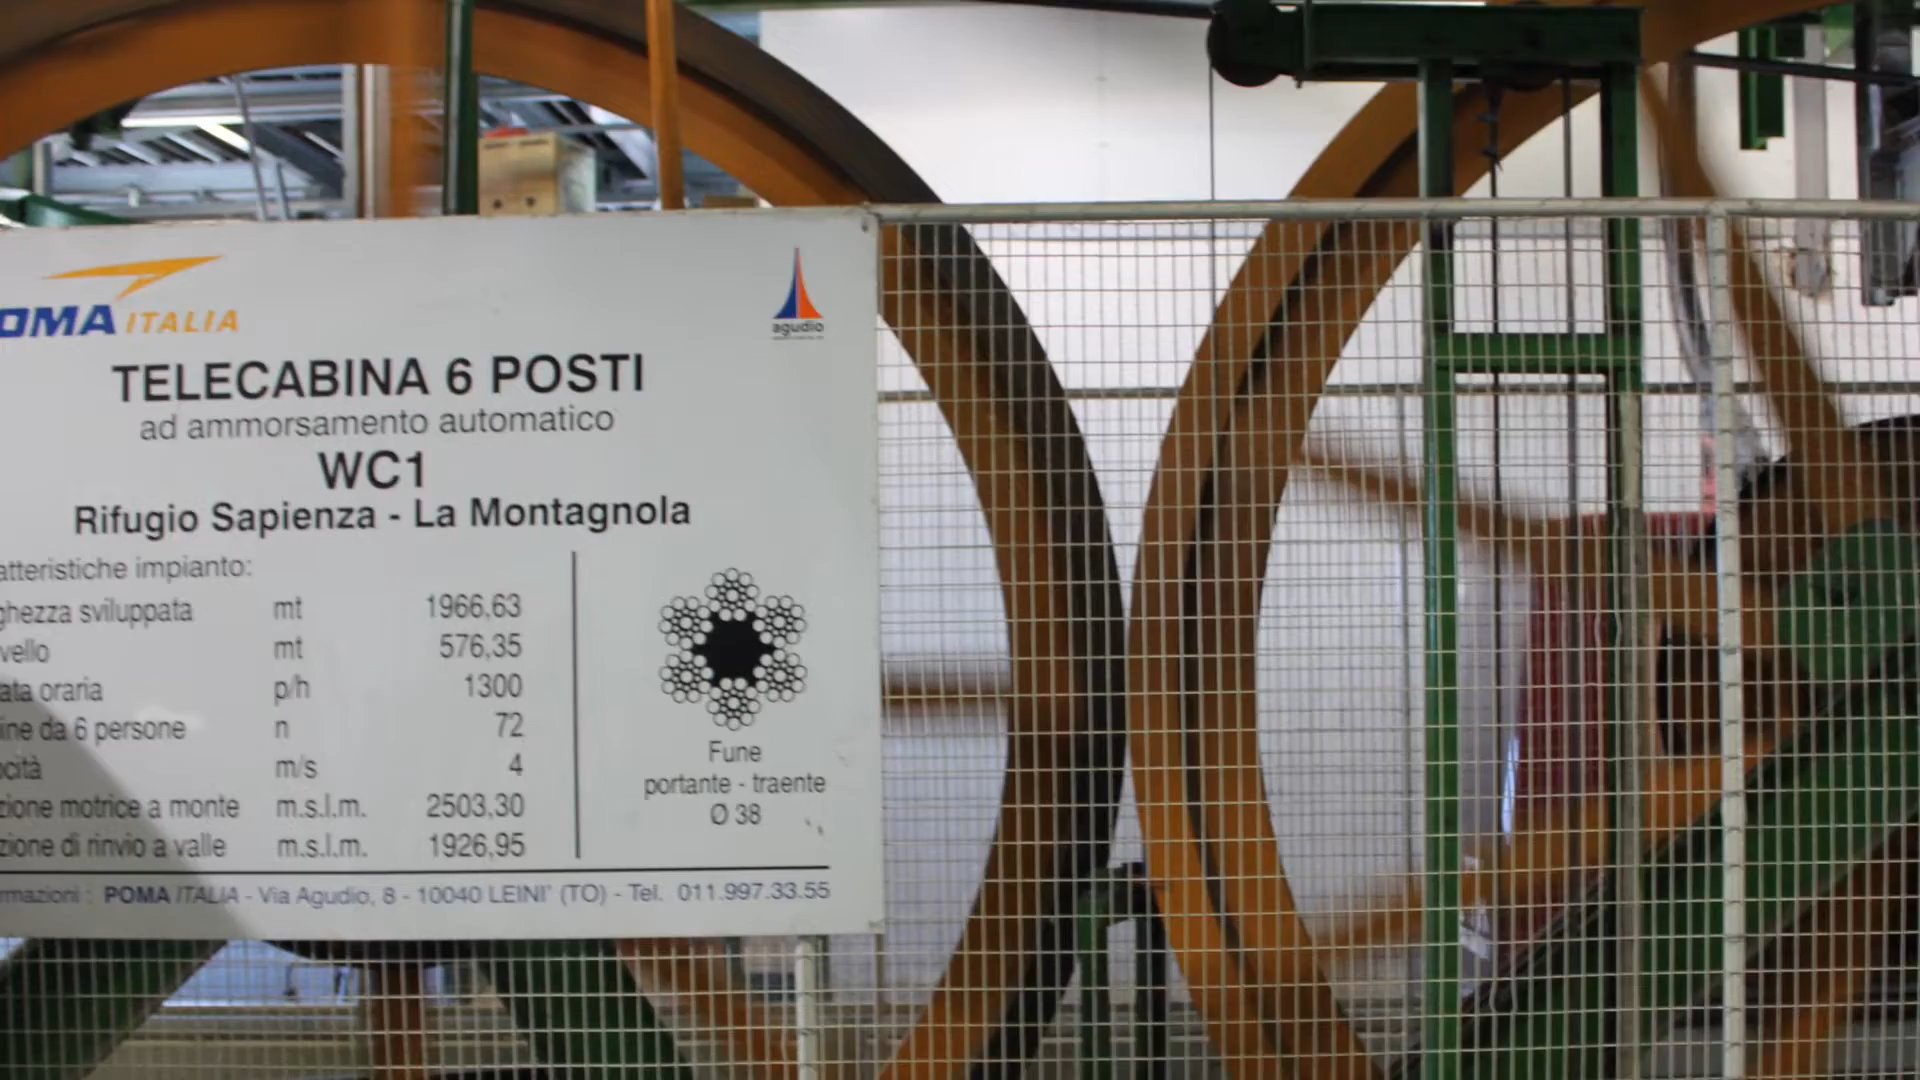 OMA ITALIA
agudio
TELECABINA 6 POSTI
ad ammorsamento automatico
WC1
Rifugio Sapienza - La Montagnola
atteristiche impianto:
ghezza sviluppata mt 1966,63
vello mt 576,35
ata oraria p/h 1300
ine da 6 persone n 72
ocità m/s 4
zione motrice a monte m.s.l.m. 2503,30
zione di rinvio a valle m.s.l.m. 1926,95
Fune
portante - traente
Ø 38
rmazioni : POMA ITALIA - Via Agudio, 8 - 10040 LEINI' (TO) - Tel. 011.997.33.55